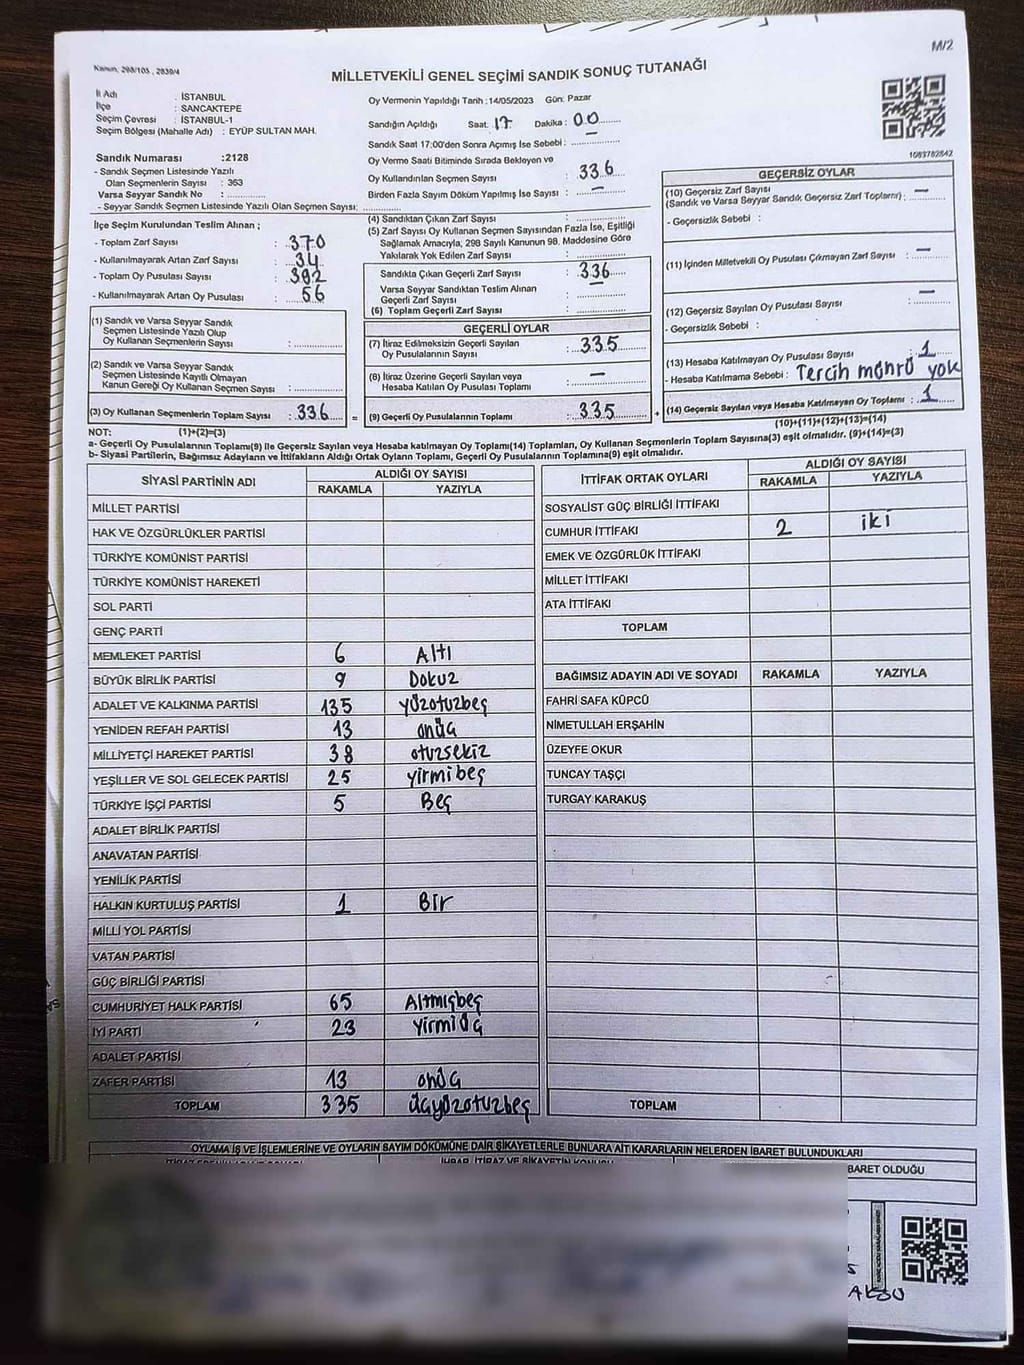 M/2
Kanun, 298/105 , 2839/4
MİLLETVEKİLİ GENEL SEÇİMİ SANDIK SONUÇ TUTANAĞI
İl Adı : İSTANBUL
İlçe : SANCAKTEPE
Seçim Çevresi : İSTANBUL-1
Seçim Bölgesi (Mahalle Adı) : EYÜP SULTAN MAH.
Oy Vermenin Yapıldığı Tarih :14/05/2023 Gün: Pazar
Sandığın Açıldığı Saat: 17 Dakika : 00
Sandık Saat 17:00'den Sonra Açımış İse Sebebi :
Oy Verme Saati Bitiminde Sırada Bekleyen ve
Oy Kullandırılan Seçmen Sayısı : 336
Birden Fazla Sayım Döküm Yapılmış İse Sayısı : —
1083782842
Sandık Numarası :2128
- Sandık Seçmen Listesinde Yazılı
Olan Seçmenlerin Sayısı : 363
Varsa Seyyar Sandık No :
- Seyyar Sandık Seçmen Listesinde Yazılı Olan Seçmen Sayısı:
İlçe Seçim Kurulundan Teslim Alınan ;
- Toplam Zarf Sayısı : 370
- Kullanılmayarak Artan Zarf Sayısı : 34
- Toplam Oy Pusulası Sayısı : 392
- Kullanılmayarak Artan Oy Pusulası : 56
(4) Sandıktan Çıkan Zarf Sayısı :
(5) Zarf Sayısı Oy Kullanan Seçmen Sayısından Fazla İse, Eşitliği
Sağlamak Amacıyla, 298 Sayılı Kanunun 98. Maddesine Göre
Yakılarak Yok Edilen Zarf Sayısı :
Sandıkta Çıkan Geçerli Zarf Sayısı : 336
Varsa Seyyar Sandıktan Teslim Alınan
Geçerli Zarf Sayısı : —
(6) Toplam Geçerli Zarf Sayısı :
GEÇERSİZ OYLAR
(10) Geçersiz Zarf Sayısı
(Sandık ve Varsa Seyyar Sandık Geçersiz Zarf Toplamı) : —
- Geçersizlik Sebebi :
(11) İçinden Milletvekili Oy Pusulası Çıkmayan Zarf Sayısı : —
(12) Geçersiz Sayılan Oy Pusulası Sayısı : —
- Geçersizlik Sebebi :
(13) Hesaba Katılmayan Oy Pusulası Sayısı : 1
- Hesaba Katılmama Sebebi : Tercih mührü yok
(14) Geçersiz Sayılan veya Hesaba Katılmayan Oy Toplamı : 1
(10)+(11)+(12)+(13)=(14)
(1) Sandık ve Varsa Seyyar Sandık
Seçmen Listesinde Yazılı Olup
Oy Kullanan Seçmenlerin Sayısı :
(2) Sandık ve Varsa Seyyar Sandık
Seçmen Listesinde Kayıtlı Olmayan
Kanun Gereği Oy Kullanan Seçmen Sayısı :
(3) Oy Kullanan Seçmenlerin Toplam Sayısı : 336
(1)+(2)=(3)
GEÇERLİ OYLAR
(7) İtiraz Edilmeksizin Geçerli Sayılan
Oy Pusulalarının Sayısı : 335
(8) İtiraz Üzerine Geçerli Sayılan veya
Hesaba Katılan Oy Pusulası Toplamı : —
= (9) Geçerli Oy Pusulalarının Toplamı : 335 +
NOT:
a- Geçerli Oy Pusulalarının Toplamı(9) ile Geçersiz Sayılan veya Hesaba katılmayan Oy Toplamı(14) Toplamları, Oy Kullanan Seçmenlerin Toplam Sayısına(3) eşit olmalıdır. (9)+(14)=(3)
b- Siyasi Partilerin, Bağımsız Adayların ve İttifakların Aldığı Ortak Oyların Toplamı, Geçerli Oy Pusulalarının Toplamına(9) eşit olmalıdır.
SİYASİ PARTİNİN ADI ALDIĞI OY SAYISI
RAKAMLA YAZIYLA
MİLLET PARTİSİ
HAK VE ÖZGÜRLÜKLER PARTİSİ
TÜRKİYE KOMÜNİST PARTİSİ
TÜRKİYE KOMÜNİST HAREKETİ
SOL PARTİ
GENÇ PARTİ
MEMLEKET PARTİSİ 6 Altı
BÜYÜK BİRLİK PARTİSİ 9 Dokuz
ADALET VE KALKINMA PARTİSİ 135 yüzotuzbeş
YENİDEN REFAH PARTİSİ 13 onüç
MİLLİYETÇİ HAREKET PARTİSİ 38 otuzsekiz
YEŞİLLER VE SOL GELECEK PARTİSİ 25 yirmibeş
TÜRKİYE İŞÇİ PARTİSİ 5 Beş
ADALET BİRLİK PARTİSİ
ANAVATAN PARTİSİ
YENİLİK PARTİSİ
HALKIN KURTULUŞ PARTİSİ 1 Bir
MİLLİ YOL PARTİSİ
VATAN PARTİSİ
GÜÇ BİRLİĞİ PARTİSİ
CUMHURİYET HALK PARTİSİ 65 Altmışbeş
İYİ PARTİ 23 yirmiüç
ADALET PARTİSİ
ZAFER PARTİSİ 13 onüç
TOPLAM 335 üçyüzotuzbeş
İTTİFAK ORTAK OYLARI ALDIĞI OY SAYISI
RAKAMLA YAZIYLA
SOSYALİST GÜÇ BİRLİĞİ İTTİFAKI
CUMHUR İTTİFAKI 2 iki
EMEK VE ÖZGÜRLÜK İTTİFAKI
MİLLET İTTİFAKI
ATA İTTİFAKI
TOPLAM
BAĞIMSIZ ADAYIN ADI VE SOYADI RAKAMLA YAZIYLA
FAHRİ SAFA KÜPCÜ
NİMETULLAH ERŞAHİN
ÜZEYFE OKUR
TUNCAY TAŞÇI
TURGAY KARAKUŞ
TOPLAM
OYLAMA İŞ VE İŞLEMLERİNE VE OYLARIN SAYIM DÖKÜMÜNE DAİR ŞİKAYETLERLE BUNLARA AİT KARARLARIN NELERDEN İBARET BULUNDUKLARI
İHBAR, İTİRAZ VE ŞİKAYETİN KONUSU
BARET OLDUĞU
AKSU